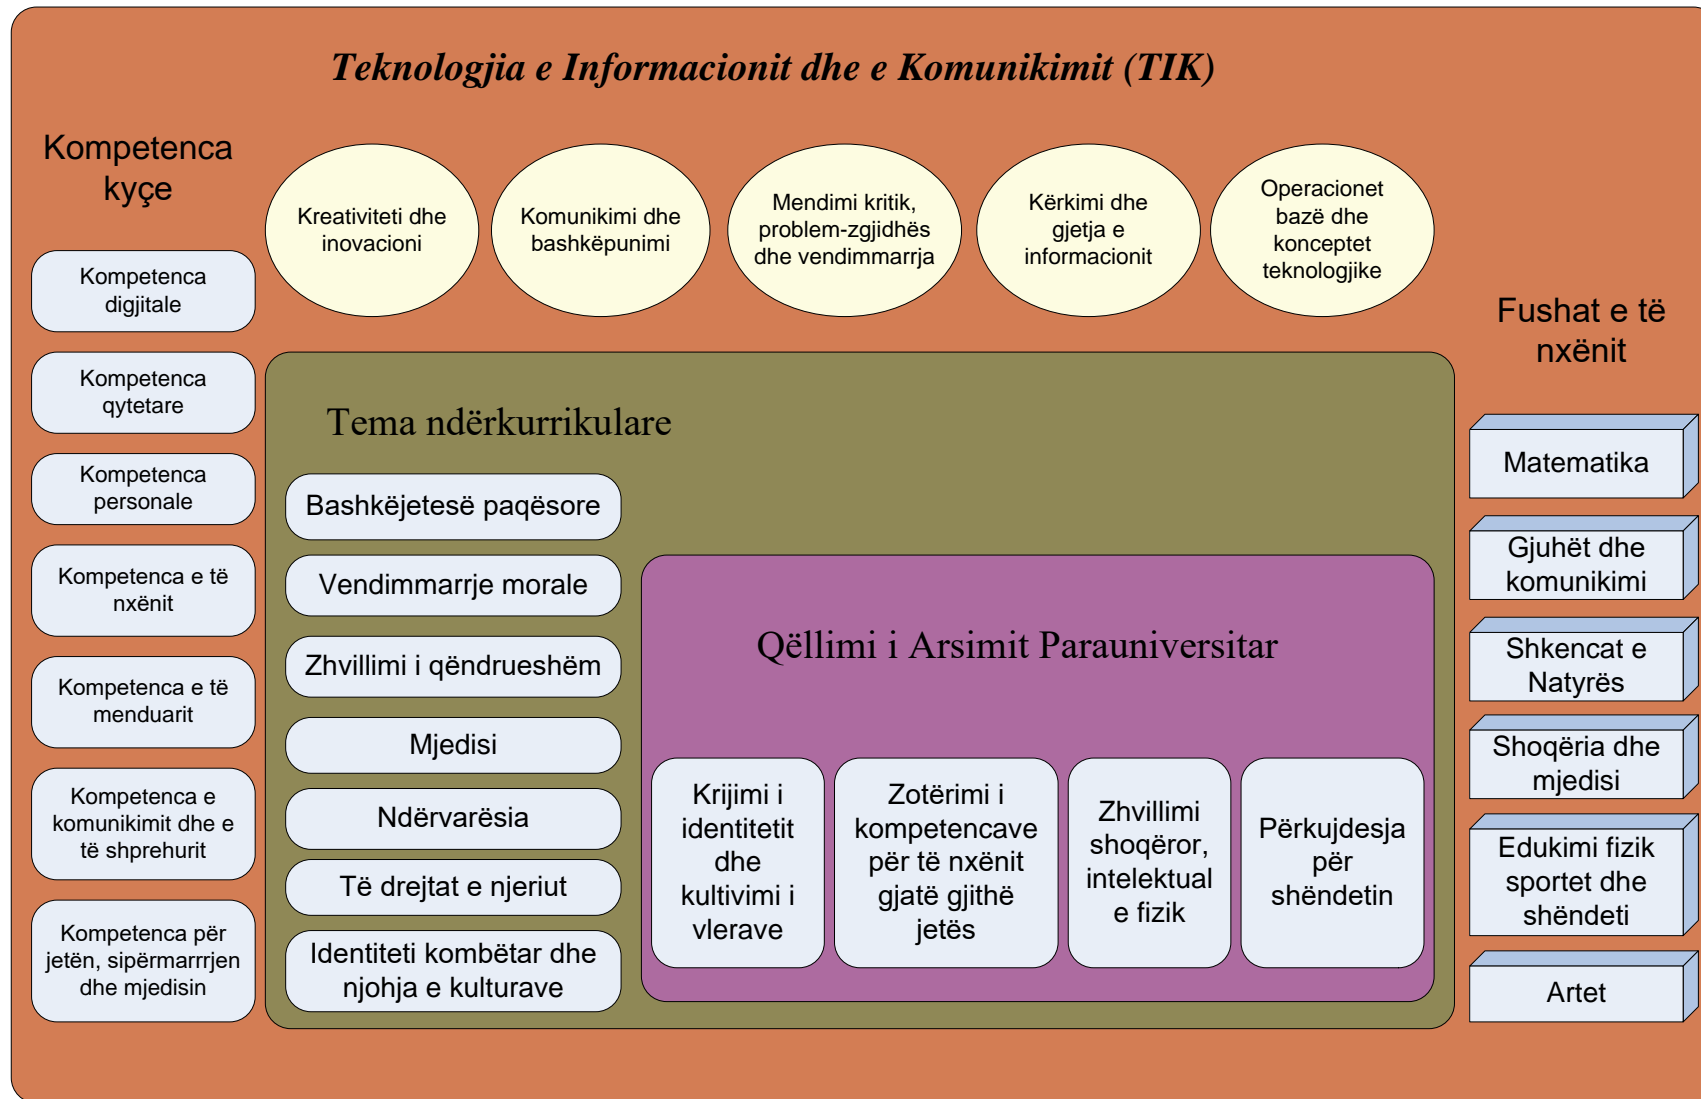 Teknologjia e Informacionit dhe e Komunikimit (TIK)
Kompetenca
kyçe
Kreativiteti dhe
inovacioni
Komunikimi dhe
bashkëpunimi
Mendimi kritik,
problem-zgjidhës
dhe vendimmarrja
Kërkimi dhe
gjetja e
informacionit
Operacionet
bazë dhe
konceptet
teknologjike
Kompetenca
digjitale
Kompetenca
qytetare
Kompetenca
personale
Kompetenca e të
nxënit
Kompetenca e të
menduarit
Kompetenca e
komunikimit dhe e
të shprehurit
Kompetenca për
jetën, sipërmarrrjen
dhe mjedisin
Tema ndërkurrikulare
Bashkëjetesë paqësore
Vendimmarrje morale
Zhvillimi i qëndrueshëm
Mjedisi
Ndërvarësia
Të drejtat e njeriut
Identiteti kombëtar dhe
njohja e kulturave
Qëllimi i Arsimit Parauniversitar
Krijimi i
identitetit
dhe
kultivimi i
vlerave
Zotërimi i
kompetencave
për të nxënit
gjatë gjithë
jetës
Zhvillimi
shoqëror,
intelektual
e fizik
Përkujdesja
për
shëndetin
Fushat e të
nxënit
Matematika
Gjuhët dhe
komunikimi
Shkencat e
Natyrës
Shoqëria dhe
mjedisi
Edukimi fizik
sportet dhe
shëndeti
Artet